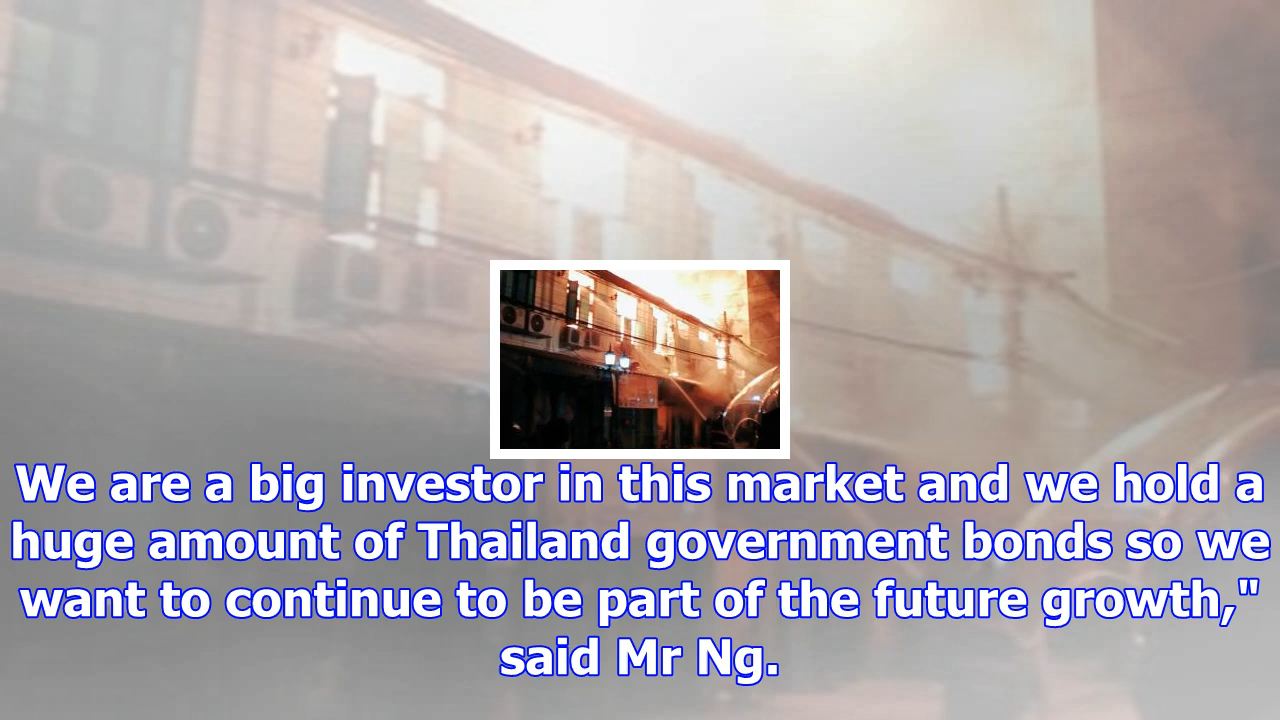 We are a big investor in this market and we hold a
huge amount of Thailand government bonds so we
want to continue to be part of the future growth,"
said Mr Ng.